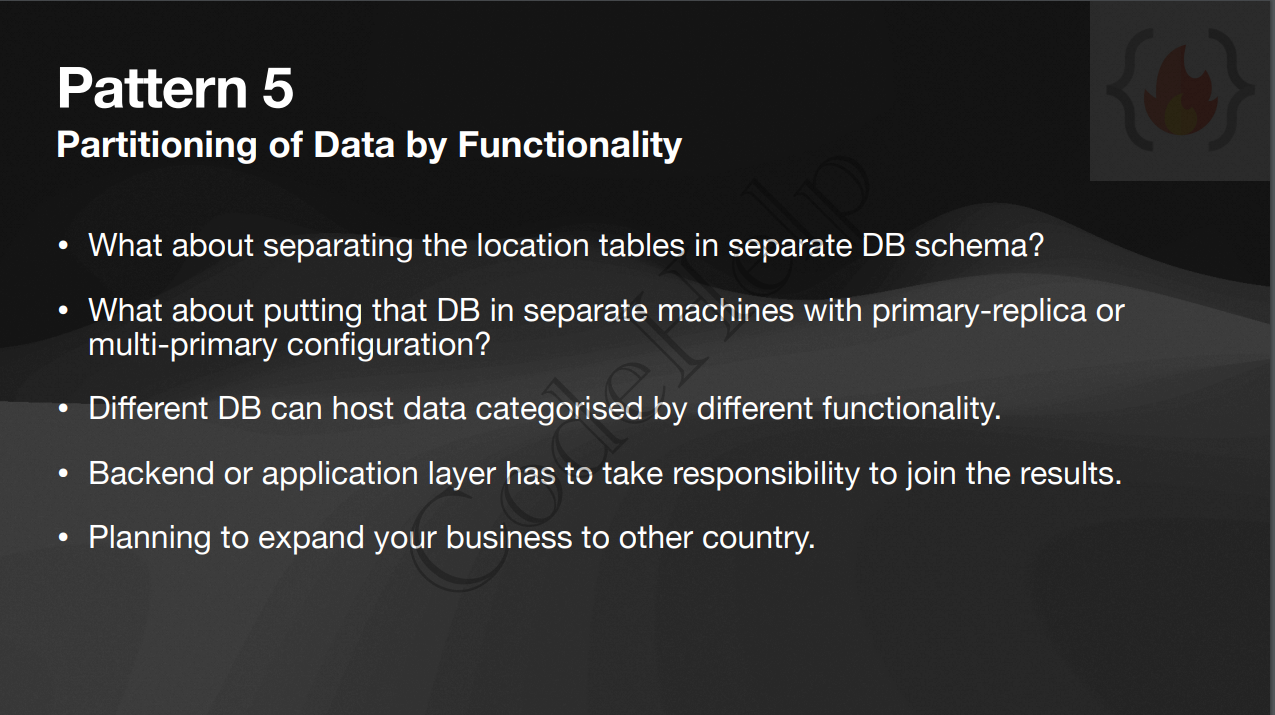 Pattern 5
Partitioning of Data by Functionality
• What about separating the location tables in separate DB schema?
• What about putting that DB in separate machines with primary-replica or
multi-primary configuration?
• Different DB can host data categorised by different functionality.
• Backend or application layer has to take responsibility to join the results.
• Planning to expand your business to other country.
CodeHelp